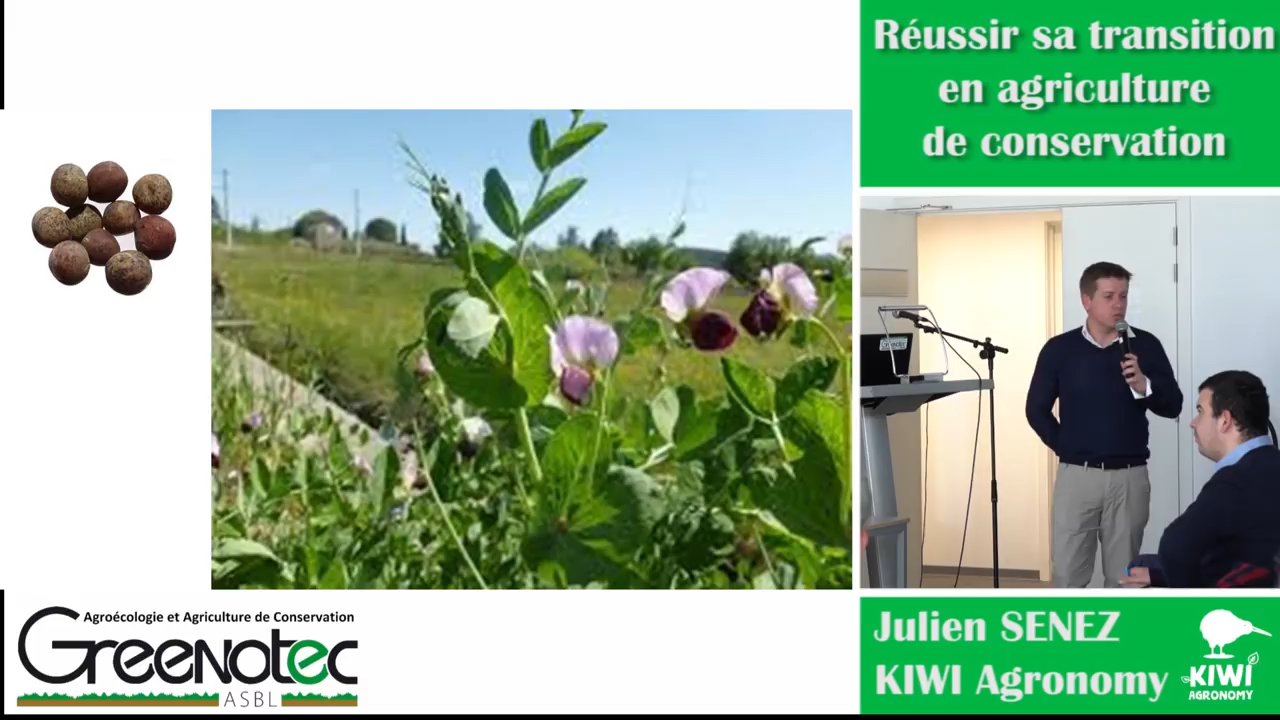 Réussir sa transition
en agriculture
de conservation
Agroécologie et Agriculture de Conservation
Greenotec
ASBL
Greenotec
Julien SENEZ
KIWI Agronomy
KIWI
AGRONOMY